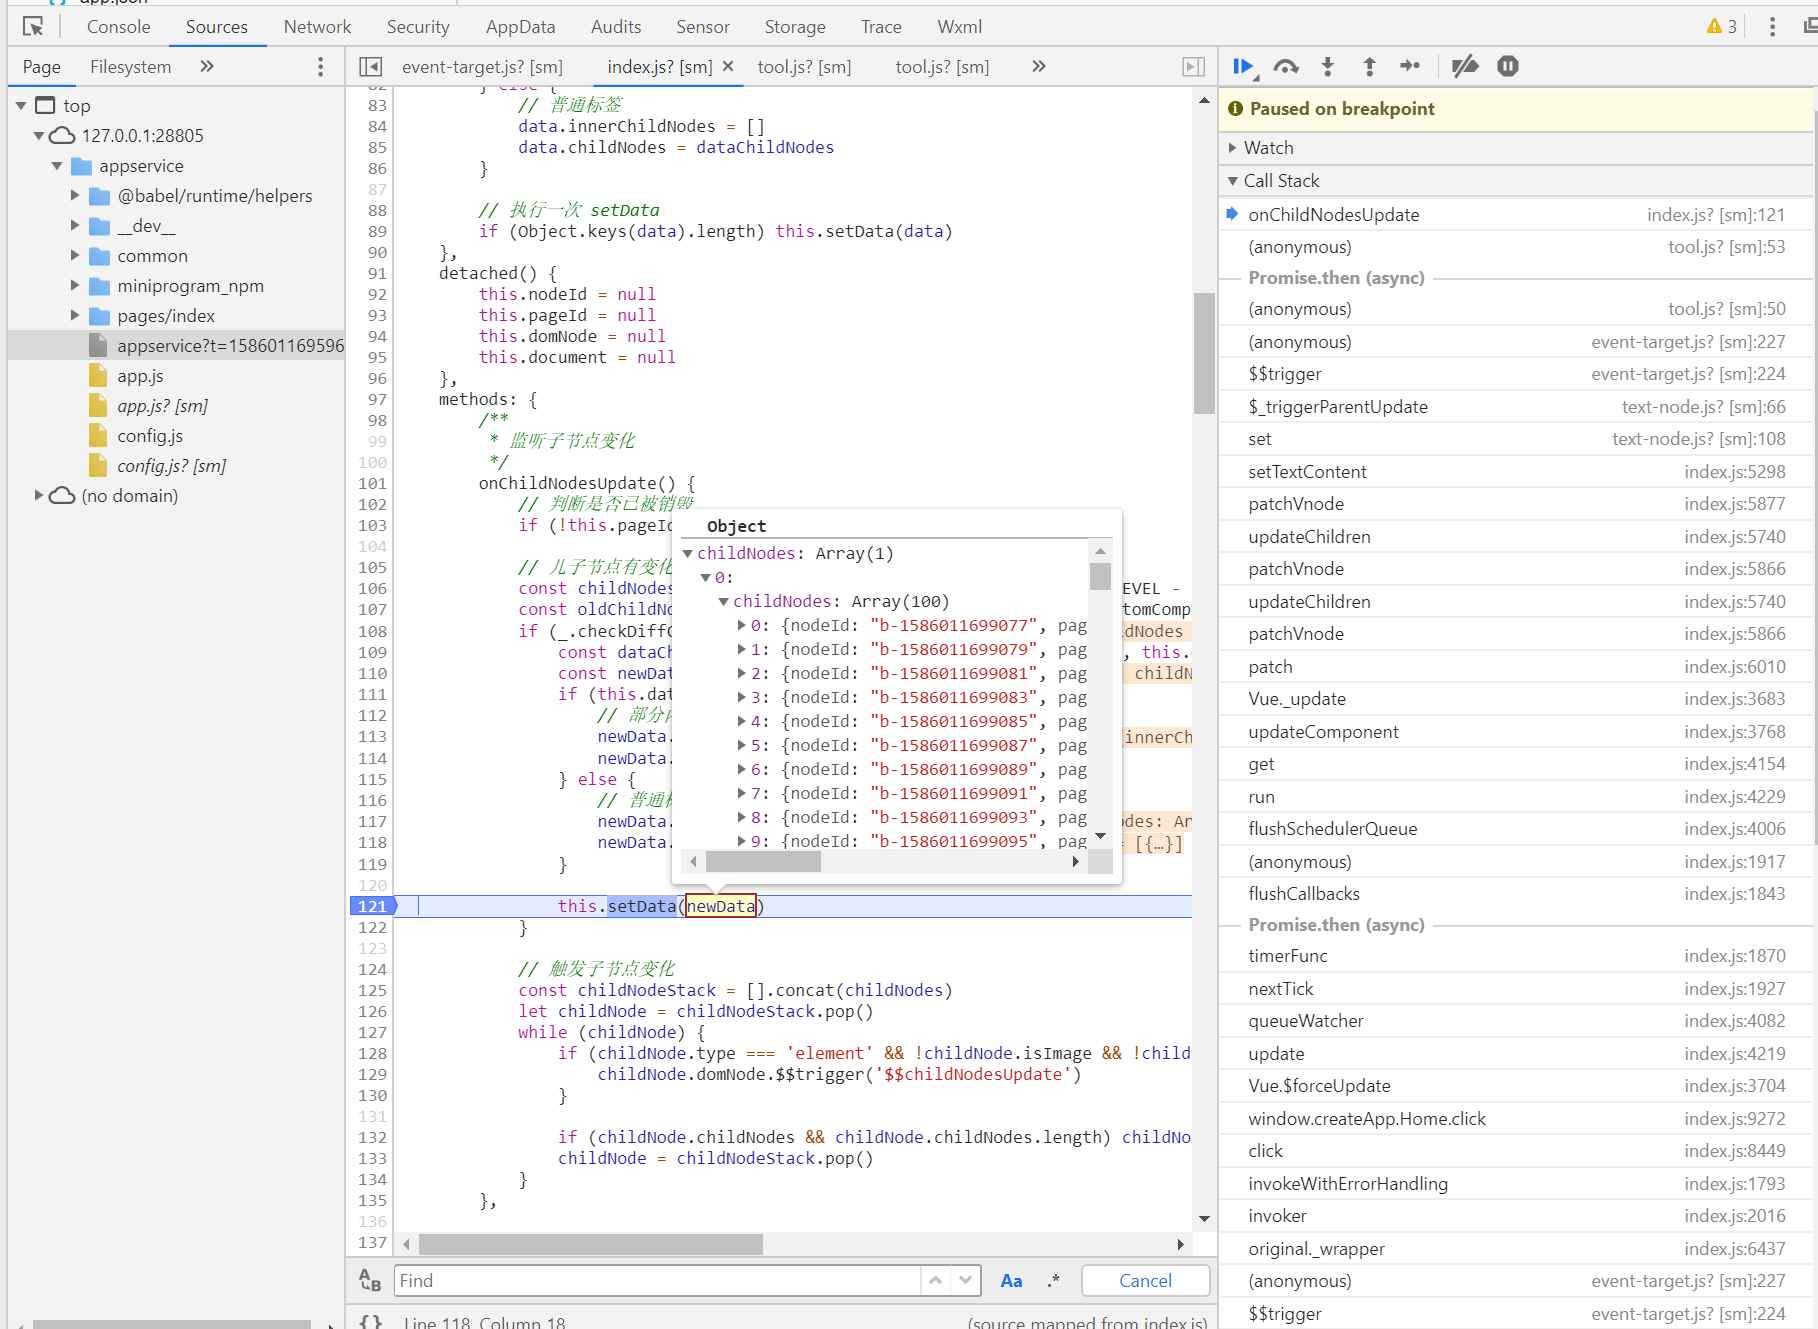 app.json
Console Sources Network Security AppData Audits Sensor Storage Trace Wxml 3
Page Filesystem »
top
127.0.0.1:28805
appservice
@babel/runtime/helpers
__dev__
common
miniprogram_npm
pages/index
appservice?t=158601169596
app.js
app.js? [sm]
config.js
config.js? [sm]
(no domain)
event-target.js? [sm] index.js? [sm] × tool.js? [sm] tool.js? [sm] »
82 } else {
83 // 普通标签
84 data.innerChildNodes = []
85 data.childNodes = dataChildNodes
86 }
87
88 // 执行一次 setData
89 if (Object.keys(data).length) this.setData(data)
90 },
91 detached() {
92 this.nodeId = null
93 this.pageId = null
94 this.domNode = null
95 this.document = null
96 },
97 methods: {
98 /**
99 * 监听子节点变化
100 */
101 onChildNodesUpdate() {
102 // 判断是否已被销毁
103 if (!this.pageId
104
105 // 儿子节点有变化
106 const childNodes EVEL -
107 const oldChildNo tomComp
108 if (_.checkDiffC dNodes
109 const dataCh , this.
110 const newDat childN
111 if (this.dat
112 // 部分
113 newData. innerCh
114 newData.
115 } else {
116 // 普通
117 newData. des: Ar
118 newData. [{…}]
119 }
120
121 this.setData(newData)
122 }
123
124 // 触发子节点变化
125 const childNodeStack = [].concat(childNodes)
126 let childNode = childNodeStack.pop()
127 while (childNode) {
128 if (childNode.type === 'element' && !childNode.isImage && !child
129 childNode.domNode.$$trigger('$$childNodesUpdate')
130 }
131
132 if (childNode.childNodes && childNode.childNodes.length) childNo
133 childNode = childNodeStack.pop()
134 }
135 },
136
137
Object
childNodes: Array(1)
0:
childNodes: Array(100)
0: {nodeId: "b-1586011699077", pag
1: {nodeId: "b-1586011699079", pag
2: {nodeId: "b-1586011699081", pag
3: {nodeId: "b-1586011699083", pag
4: {nodeId: "b-1586011699085", pag
5: {nodeId: "b-1586011699087", pag
6: {nodeId: "b-1586011699089", pag
7: {nodeId: "b-1586011699091", pag
8: {nodeId: "b-1586011699093", pag
9: {nodeId: "b-1586011699095", pag
Find Aa .* Cancel
{} Line 118, Column 18 (source mapped from index.js)
Paused on breakpoint
Watch
Call Stack
onChildNodesUpdate index.js? [sm]:121
(anonymous) tool.js? [sm]:53
Promise.then (async)
(anonymous) tool.js? [sm]:50
(anonymous) event-target.js? [sm]:227
$$trigger event-target.js? [sm]:224
$_triggerParentUpdate text-node.js? [sm]:66
set text-node.js? [sm]:108
setTextContent index.js:5298
patchVnode index.js:5877
updateChildren index.js:5740
patchVnode index.js:5866
updateChildren index.js:5740
patchVnode index.js:5866
patch index.js:6010
Vue._update index.js:3683
updateComponent index.js:3768
get index.js:4154
run index.js:4229
flushSchedulerQueue index.js:4006
(anonymous) index.js:1917
flushCallbacks index.js:1843
Promise.then (async)
timerFunc index.js:1870
nextTick index.js:1927
queueWatcher index.js:4082
update index.js:4219
Vue.$forceUpdate index.js:3704
window.createApp.Home.click index.js:9272
click index.js:8449
invokeWithErrorHandling index.js:1793
invoker index.js:2016
original._wrapper index.js:6437
(anonymous) event-target.js? [sm]:227
$$trigger event-target.js? [sm]:224